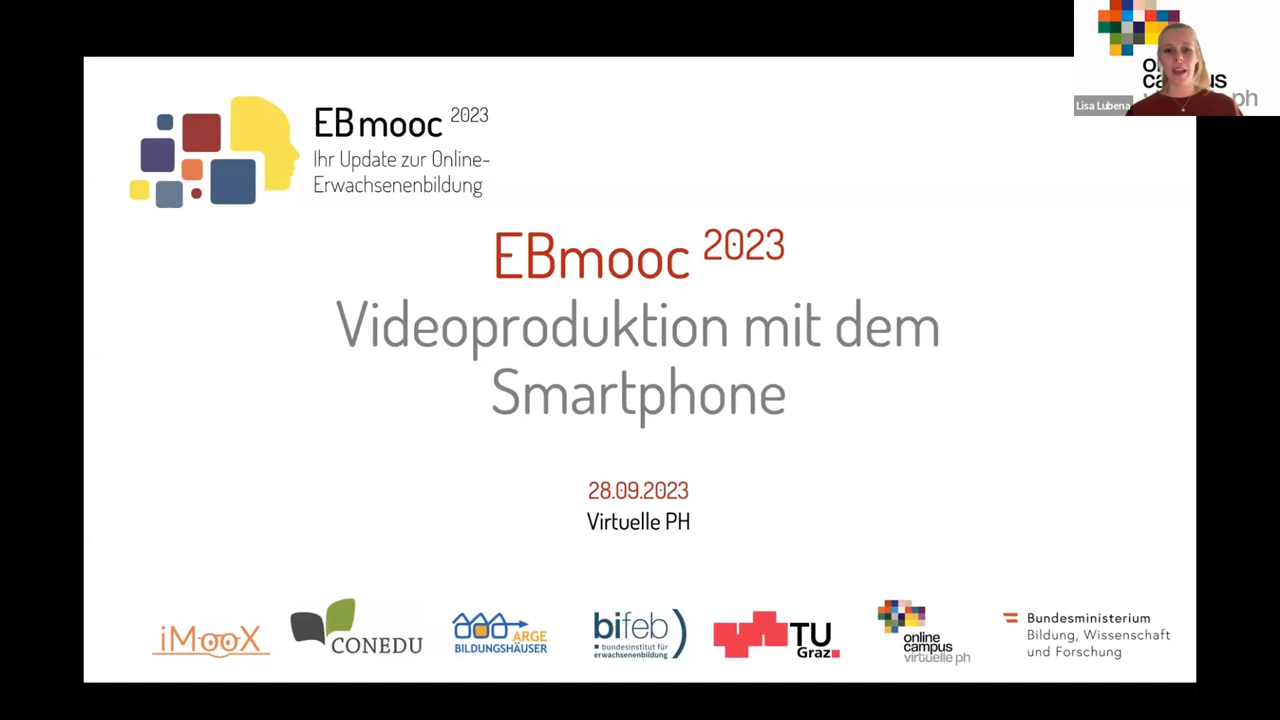 EBmooc 2023
Ihr Update zur Online-
Erwachsenenbildung
Lisa Lubena
virtuelle ph
EBmooc 2023
Videoproduktion mit dem
Smartphone
28.09.2023
Virtuelle PH
iMooX
CONEDU
ARGE
BILDUNGSHÄUSER
bifeb)
bundesinstitut für
erwachsenenbildung
TU
Graz
online
campus
virtuelle ph
Bundesministerium
Bildung, Wissenschaft
und Forschung